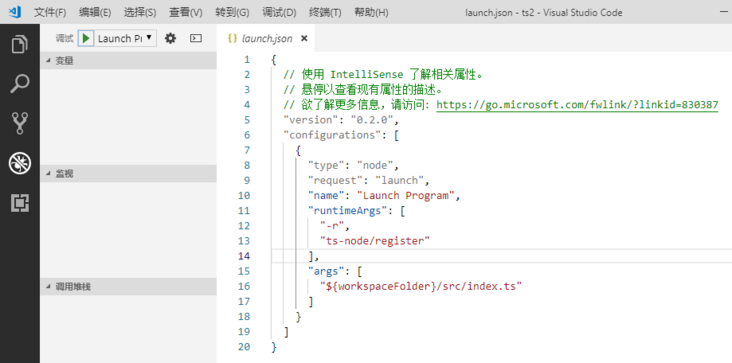 文件(F) 编辑(E) 选择(S) 查看(V) 转到(G) 调试(D) 终端(T) 帮助(H) launch.json - ts2 - Visual Studio Code
调试 Launch Pr
变量
监视
调用堆栈
{} launch.json ×
1 {
2 // 使用 IntelliSense 了解相关属性。
3 // 悬停以查看现有属性的描述。
4 // 欲了解更多信息，请访问: https://go.microsoft.com/fwlink/?linkid=830387
5 "version": "0.2.0",
6 "configurations": [
7 {
8 "type": "node",
9 "request": "launch",
10 "name": "Launch Program",
11 "runtimeArgs": [
12 "-r",
13 "ts-node/register"
14 ],
15 "args": [
16 "${workspaceFolder}/src/index.ts"
17 ]
18 }
19 ]
20 }